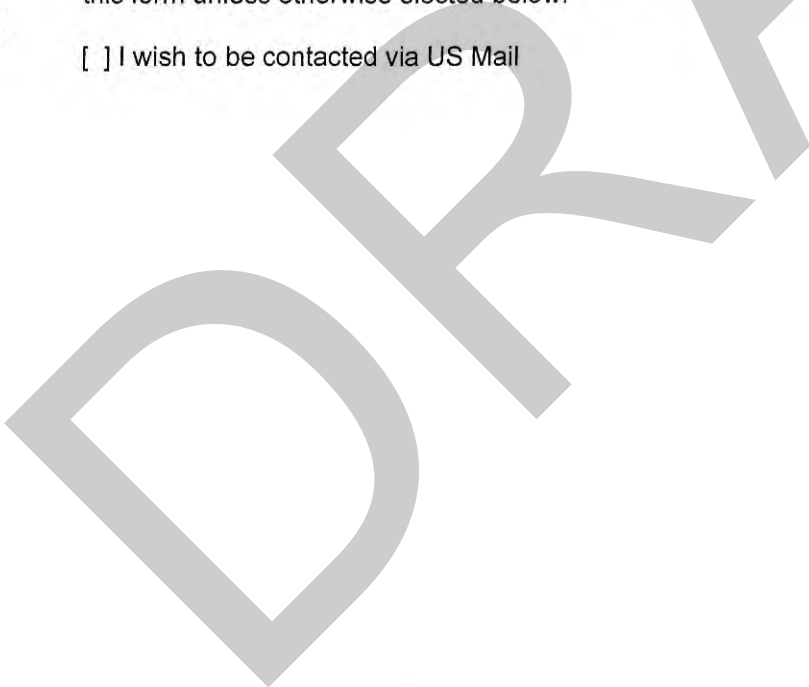 this form unless otherwise elected below:
[ ] I wish to be contacted via US Mail
DRA